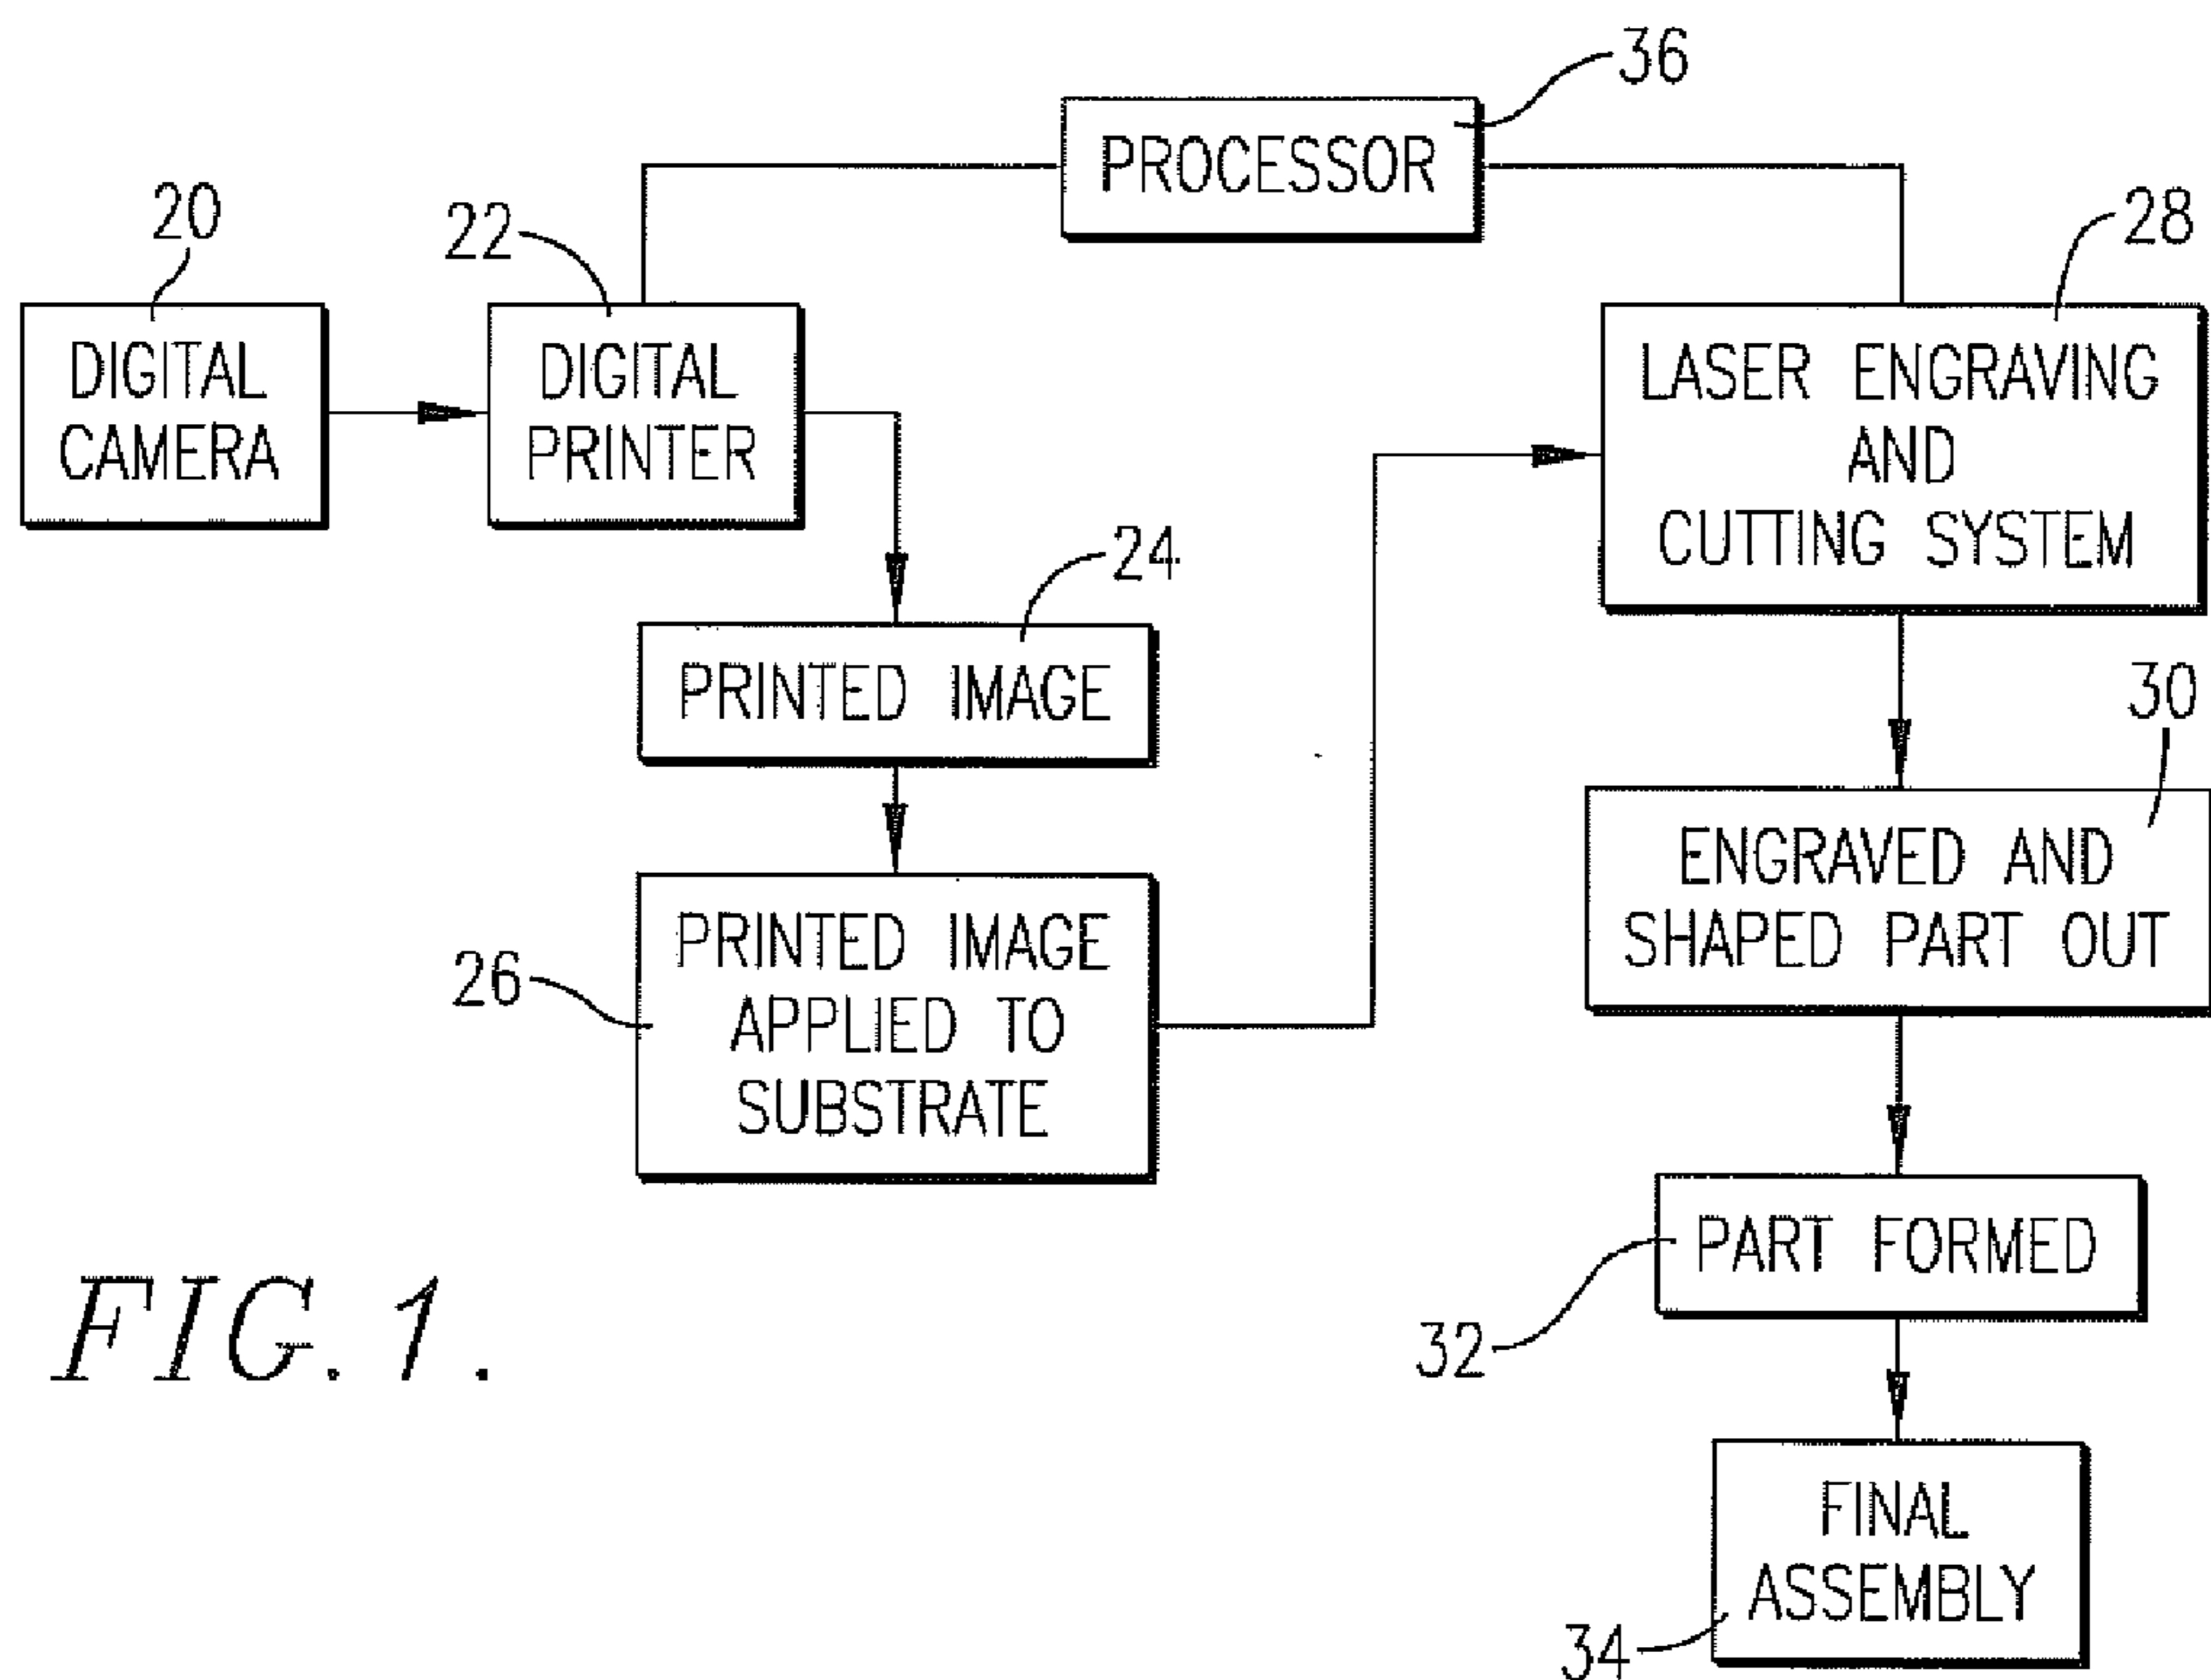 36
PROCESSOR
20
22
28
DIGITAL
CAMERA
DIGITAL
PRINTER
LASER ENGRAVING
AND
CUTTING SYSTEM
24
PRINTED IMAGE
30
ENGRAVED AND
SHAPED PART OUT
26
PRINTED IMAGE
APPLIED TO
SUBSTRATE
32
PART FORMED
FINAL
ASSEMBLY
34
FIG. 1.